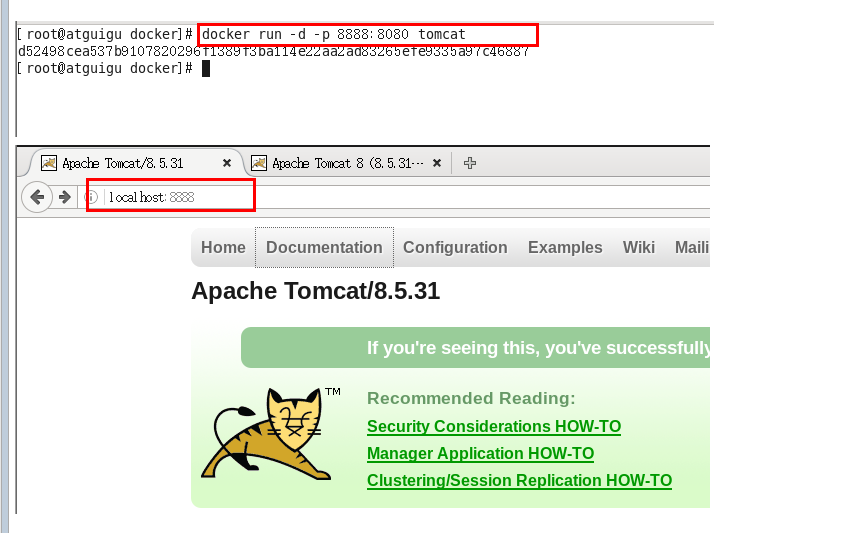 [ root@atguigu docker]# docker run -d -p 8888:8080 tomcat
d52498cea537b9107820296f1389f3ba114e22aa2ad83265efe9335a97c46887
[ root@atguigu docker]#
Apache Tomcat/8.5.31 × Apache Tomcat 8 (8.5.31··· ×
localhost:8888
Home Documentation Configuration Examples Wiki Maili
Apache Tomcat/8.5.31
If you're seeing this, you've successfully
TM
Recommended Reading:
Security Considerations HOW-TO
Manager Application HOW-TO
Clustering/Session Replication HOW-TO